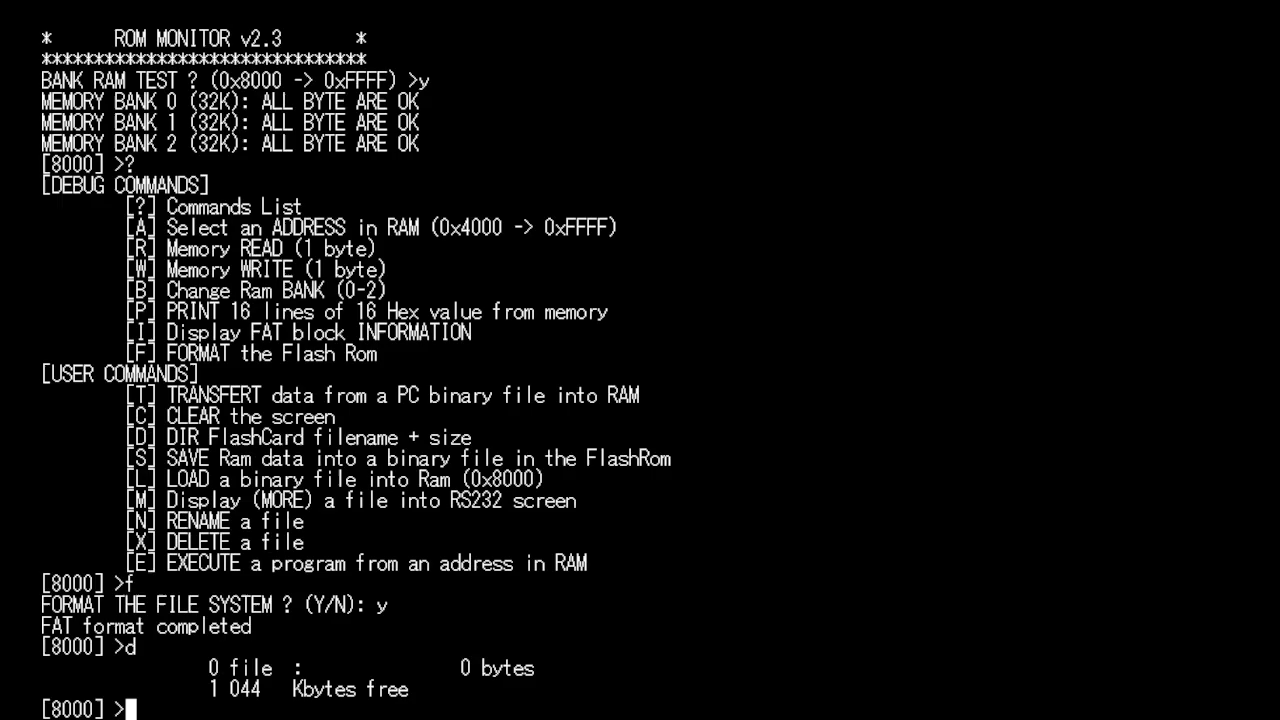 *      ROM MONITOR v2.3       *
*******************************
BANK RAM TEST ? (0x8000 -> 0xFFFF) >y
MEMORY BANK 0 (32K): ALL BYTE ARE OK
MEMORY BANK 1 (32K): ALL BYTE ARE OK
MEMORY BANK 2 (32K): ALL BYTE ARE OK
[8000] >?
[DEBUG COMMANDS]
[?] Commands List
[A] Select an ADDRESS in RAM (0x4000 -> 0xFFFF)
[R] Memory READ (1 byte)
[W] Memory WRITE (1 byte)
[B] Change Ram BANK (0-2)
[P] PRINT 16 lines of 16 Hex value from memory
[I] Display FAT block INFORMATION
[F] FORMAT the Flash Rom
[USER COMMANDS]
[T] TRANSFERT data from a PC binary file into RAM
[C] CLEAR the screen
[D] DIR FlashCard filename + size
[S] SAVE Ram data into a binary file in the FlashRom
[L] LOAD a binary file into Ram (0x8000)
[M] Display (MORE) a file into RS232 screen
[N] RENAME a file
[X] DELETE a file
[E] EXECUTE a program from an address in RAM
[8000] >f
FORMAT THE FILE SYSTEM ? (Y/N): y
FAT format completed
[8000] >d
0 file  :               0 bytes
1 044   Kbytes free
[8000] >